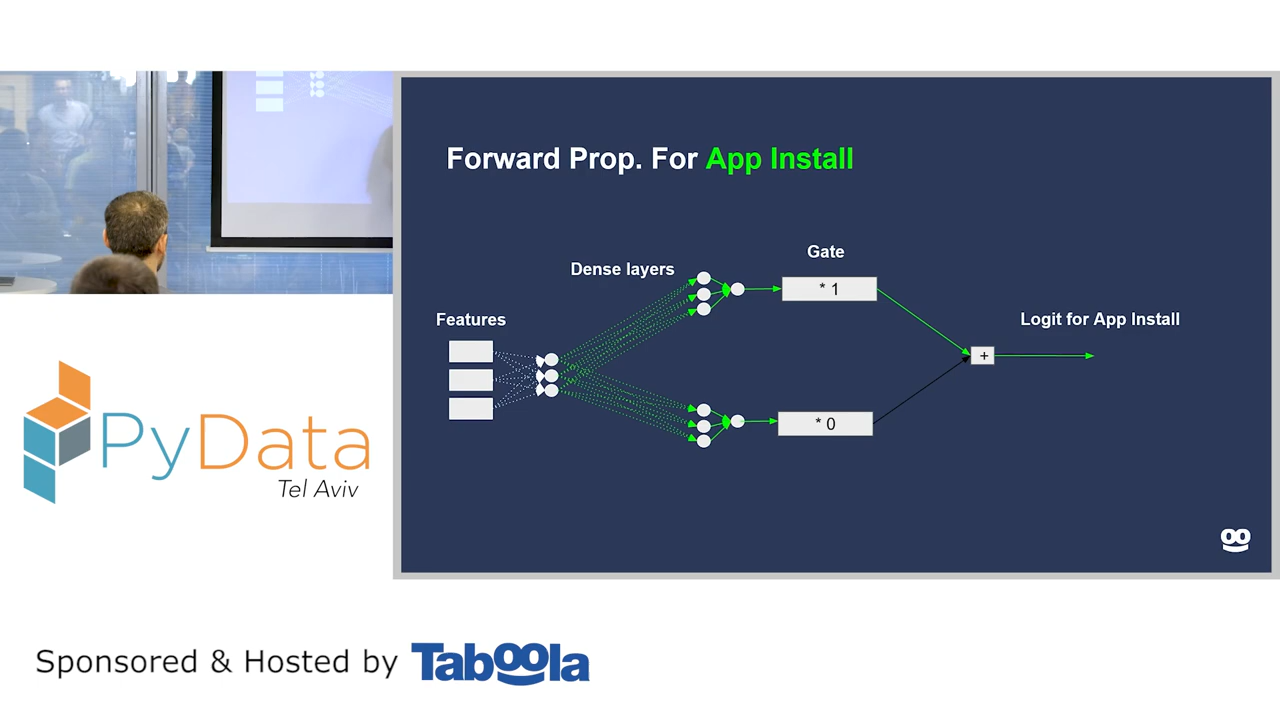 Forward Prop. For App Install
Gate
Dense layers
* 1
Features
Logit for App Install
+
* 0
PyData
Tel Aviv
Sponsored & Hosted by Taboola